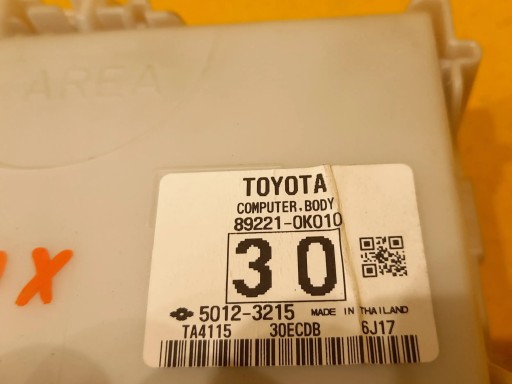 AREA
TOYOTA
COMPUTER.BODY
89221-0K010
30
5012-3215 MADE IN THAILAND
TA4115 30ECDB 6J17